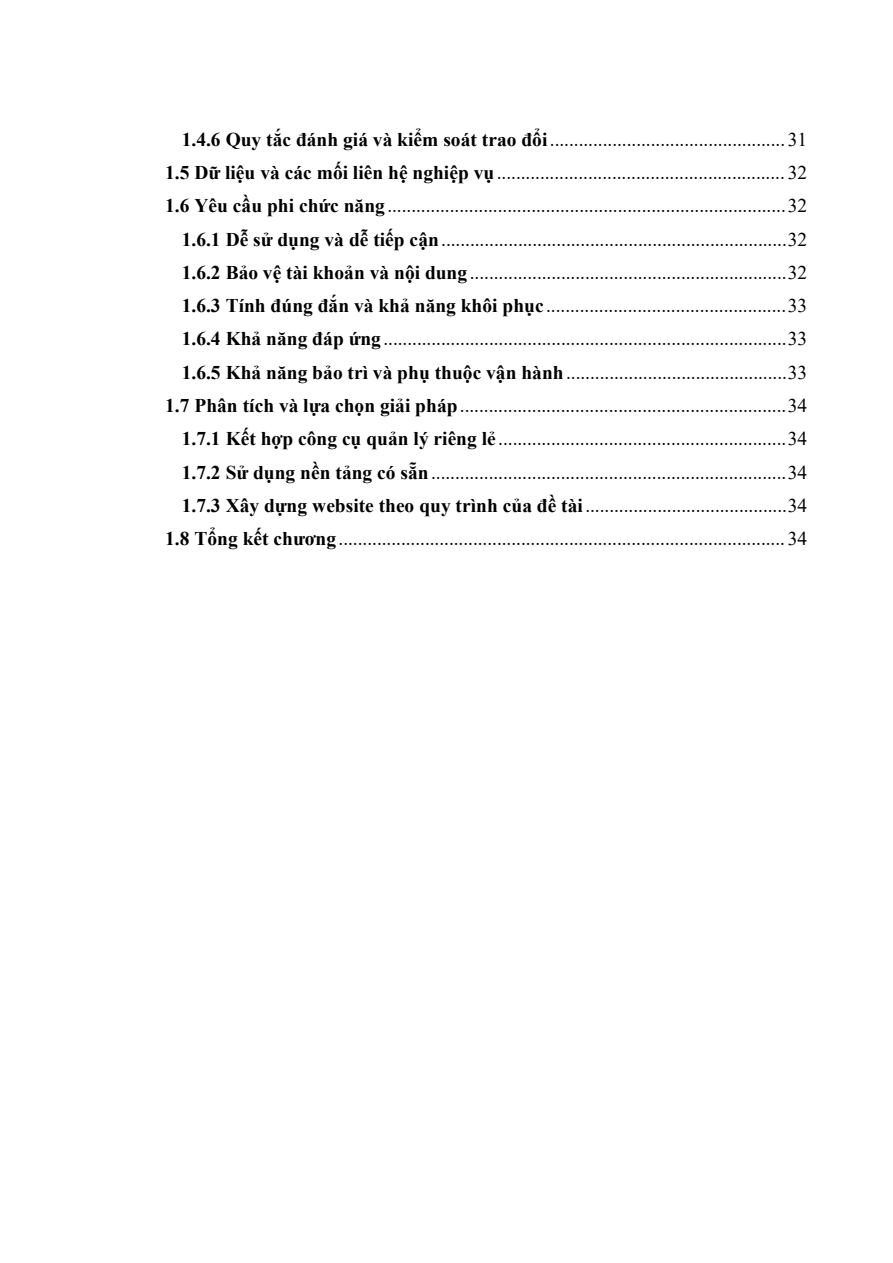 1.4.6 Quy tắc đánh giá và kiểm soát trao đổi.................................................31
1.5 Dữ liệu và các mối liên hệ nghiệp vụ............................................................32
1.6 Yêu cầu phi chức năng...................................................................................32
1.6.1 Dễ sử dụng và dễ tiếp cận........................................................................32
1.6.2 Bảo vệ tài khoản và nội dung..................................................................32
1.6.3 Tính đúng đắn và khả năng khôi phục..................................................33
1.6.4 Khả năng đáp ứng....................................................................................33
1.6.5 Khả năng bảo trì và phụ thuộc vận hành..............................................33
1.7 Phân tích và lựa chọn giải pháp....................................................................34
1.7.1 Kết hợp công cụ quản lý riêng lẻ............................................................34
1.7.2 Sử dụng nền tảng có sẵn..........................................................................34
1.7.3 Xây dựng website theo quy trình của đề tài..........................................34
1.8 Tổng kết chương.............................................................................................34